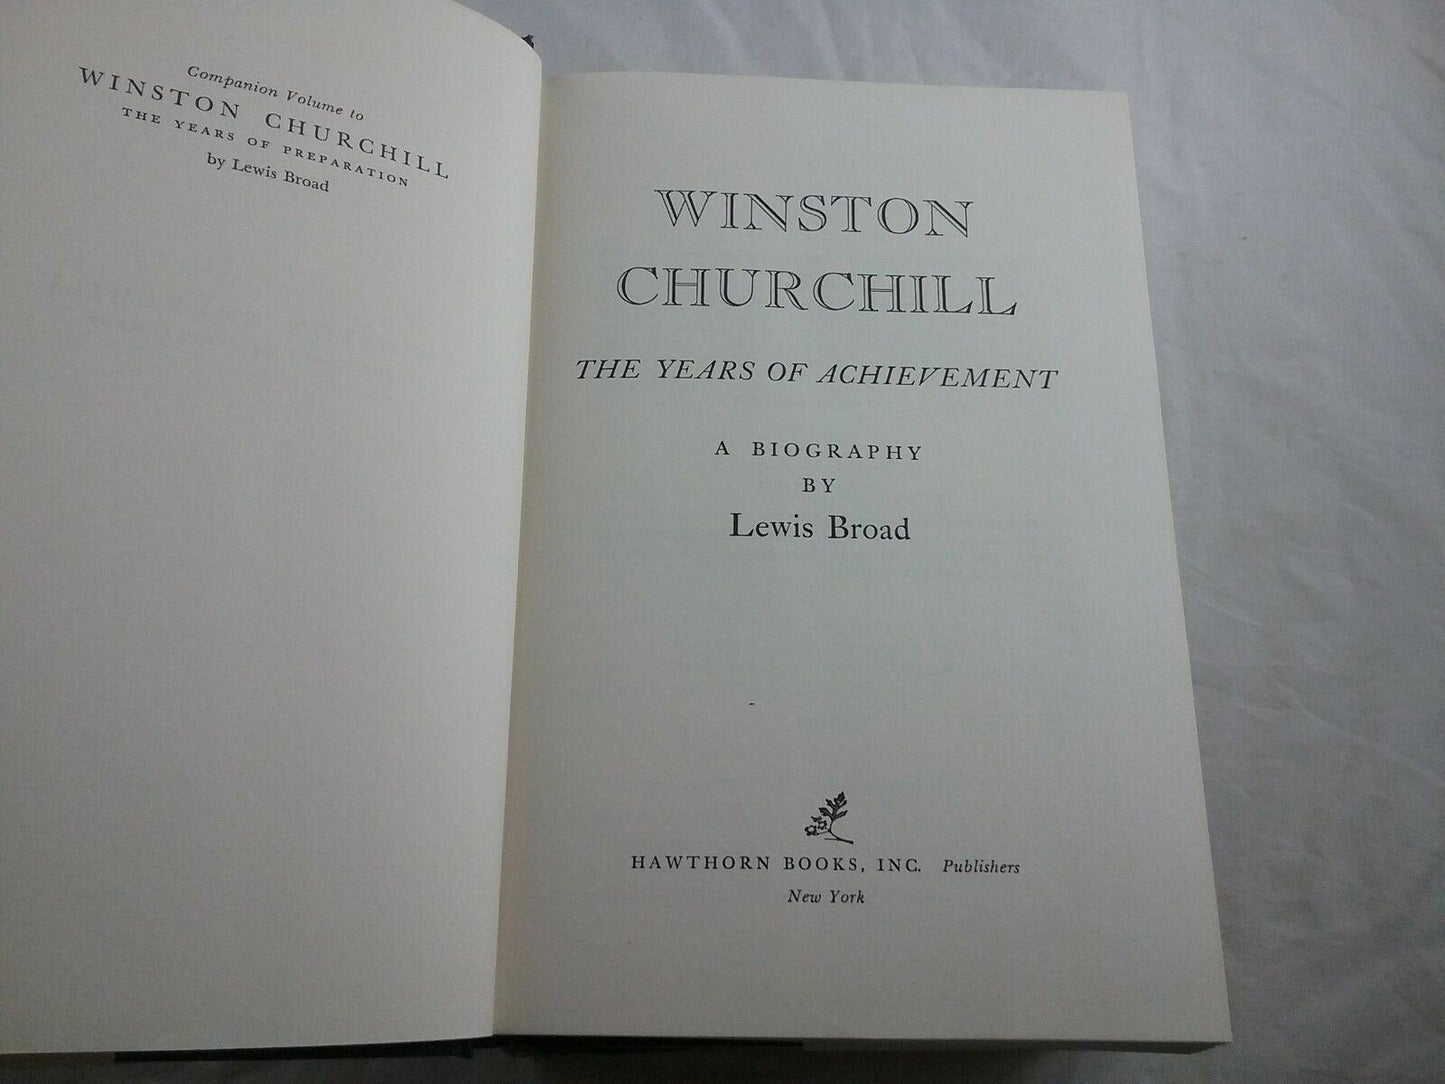 Companion Volume to
WINSTON CHURCHILL
THE YEARS OF PREPARATION
by Lewis Broad
WINSTON
CHURCHILL
THE YEARS OF ACHIEVEMENT
A BIOGRAPHY
BY
Lewis Broad
HAWTHORN BOOKS, INC. Publishers
New York